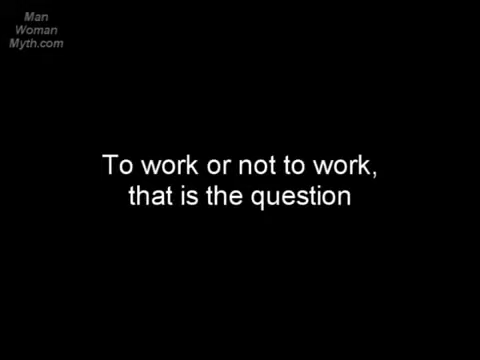 Man
Woman
Myth.com
To work or not to work,
that is the question